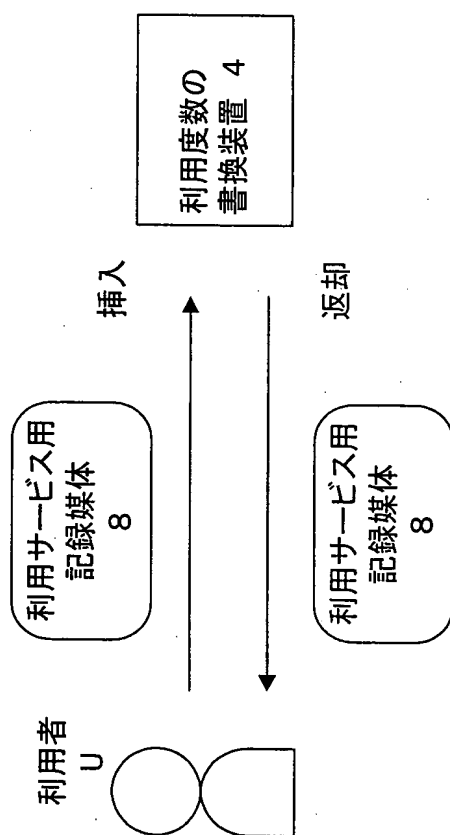 利用者
U
利用サービス用
記録媒体
8
挿入
利用度数の
書換装置 4
返却
利用サービス用
記録媒体
8